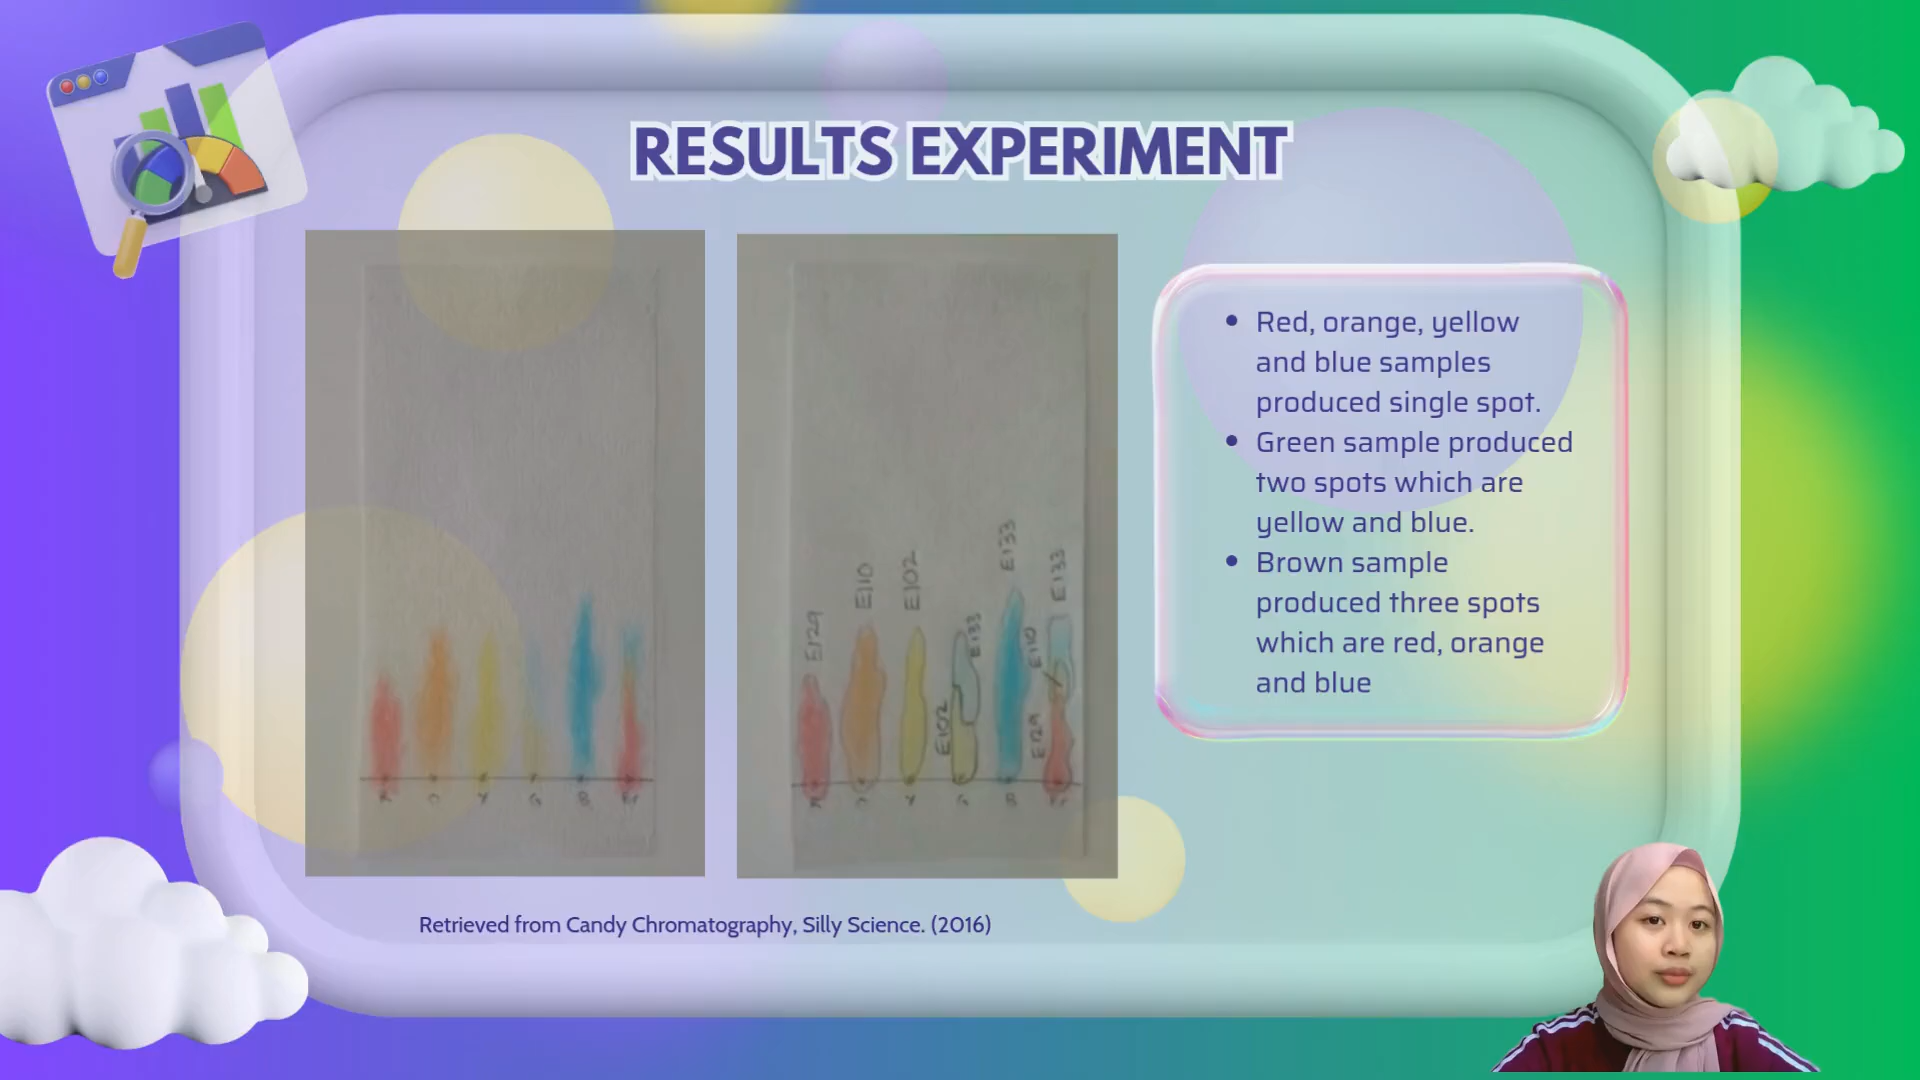 RESULTS EXPERIMENT
E129
E110
E102
E102
E133
E133
E129
E110
E133
R O Y G B Br
• Red, orange, yellow
and blue samples
produced single spot.
• Green sample produced
two spots which are
yellow and blue.
• Brown sample
produced three spots
which are red, orange
and blue
Retrieved from Candy Chromatography, Silly Science. (2016)